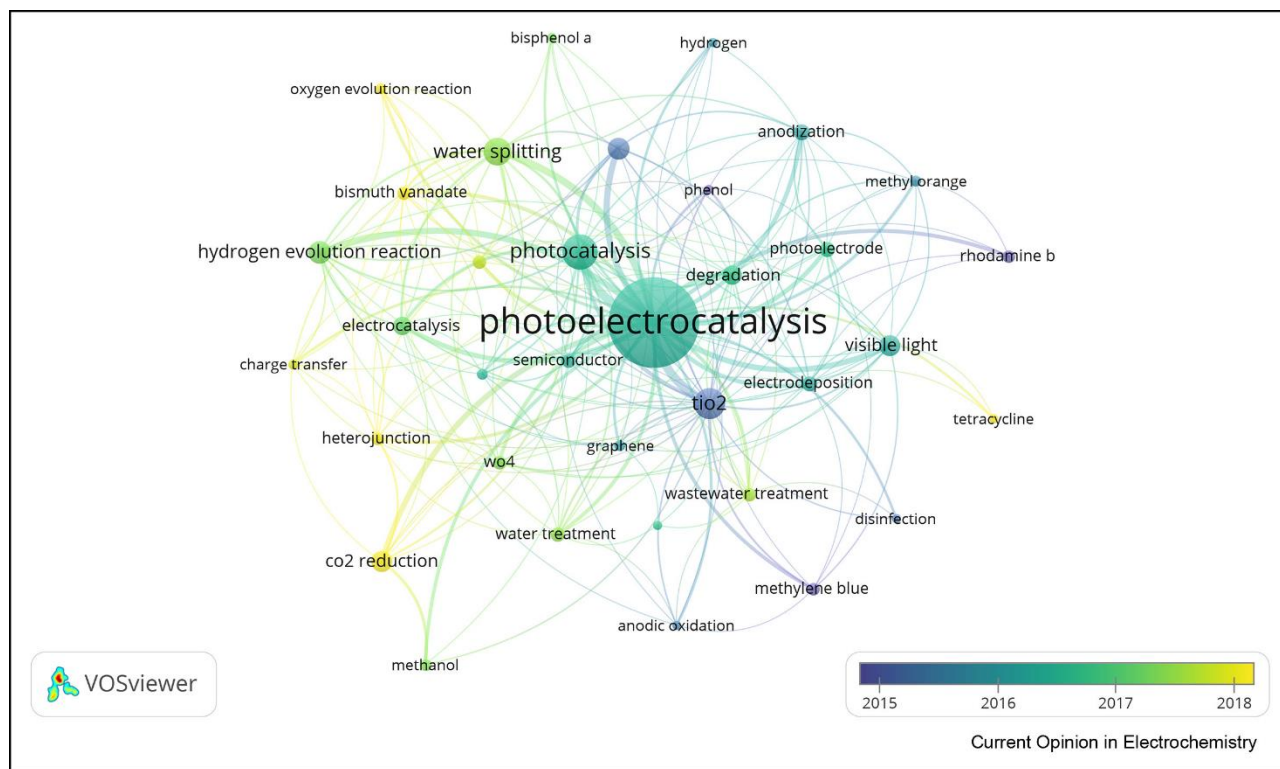 bisphenol a
hydrogen
oxygen evolution reaction
anodization
water splitting
methyl orange
bismuth vanadate
phenol
hydrogen evolution reaction
photocatalysis
photoelectrode
rhodamine b
degradation
photoelectrocatalysis
electrocatalysis
visible light
charge transfer
semiconductor
electrodeposition
tio2
tetracycline
heterojunction
graphene
wo4
wastewater treatment
disinfection
water treatment
co2 reduction
methylene blue
anodic oxidation
methanol
VOSviewer
2015 2016 2017 2018
Current Opinion in Electrochemistry